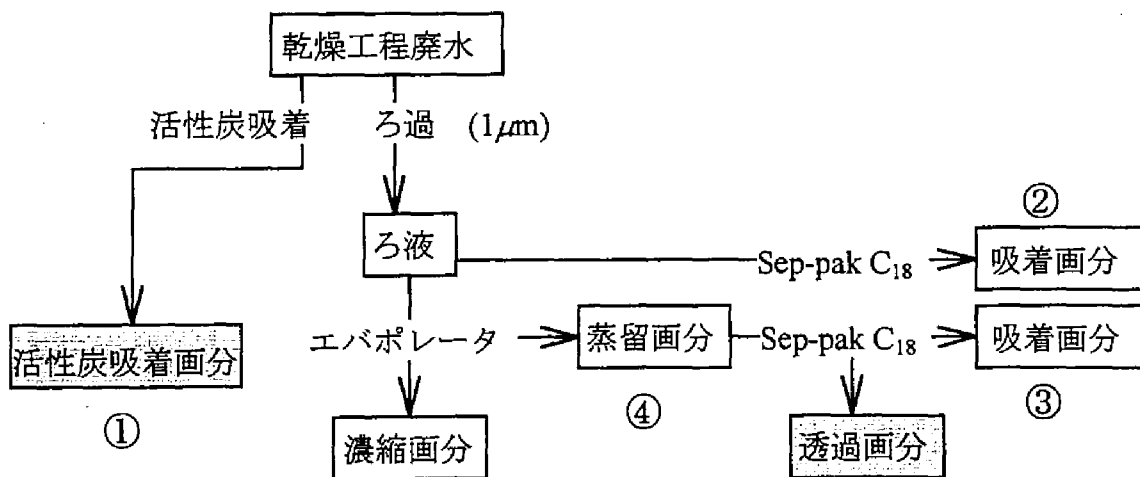 乾燥工程廃水
活性炭吸着 ろ過 (1μm)
②
ろ液
Sep-pak C₁₈ 吸着画分
エバポレータ 蒸留画分 Sep-pak C₁₈ 吸着画分
活性炭吸着画分
① ④ ③
濃縮画分 透過画分